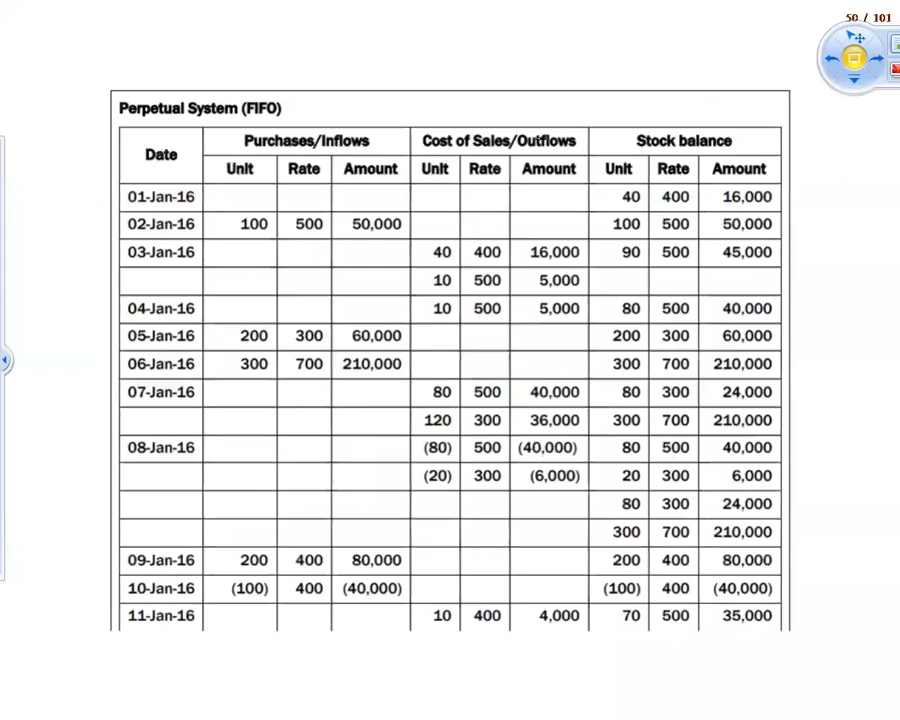 50 / 101
Perpetual System (FIFO)
Date Purchases/Inflows Cost of Sales/Outflows Stock balance
Unit Rate Amount Unit Rate Amount Unit Rate Amount
01-Jan-16 40 400 16,000
02-Jan-16 100 500 50,000 100 500 50,000
03-Jan-16 40 400 16,000 90 500 45,000
10 500 5,000
04-Jan-16 10 500 5,000 80 500 40,000
05-Jan-16 200 300 60,000 200 300 60,000
06-Jan-16 300 700 210,000 300 700 210,000
07-Jan-16 80 500 40,000 80 300 24,000
120 300 36,000 300 700 210,000
08-Jan-16 (80) 500 (40,000) 80 500 40,000
(20) 300 (6,000) 20 300 6,000
80 300 24,000
300 700 210,000
09-Jan-16 200 400 80,000 200 400 80,000
10-Jan-16 (100) 400 (40,000) (100) 400 (40,000)
11-Jan-16 10 400 4,000 70 500 35,000